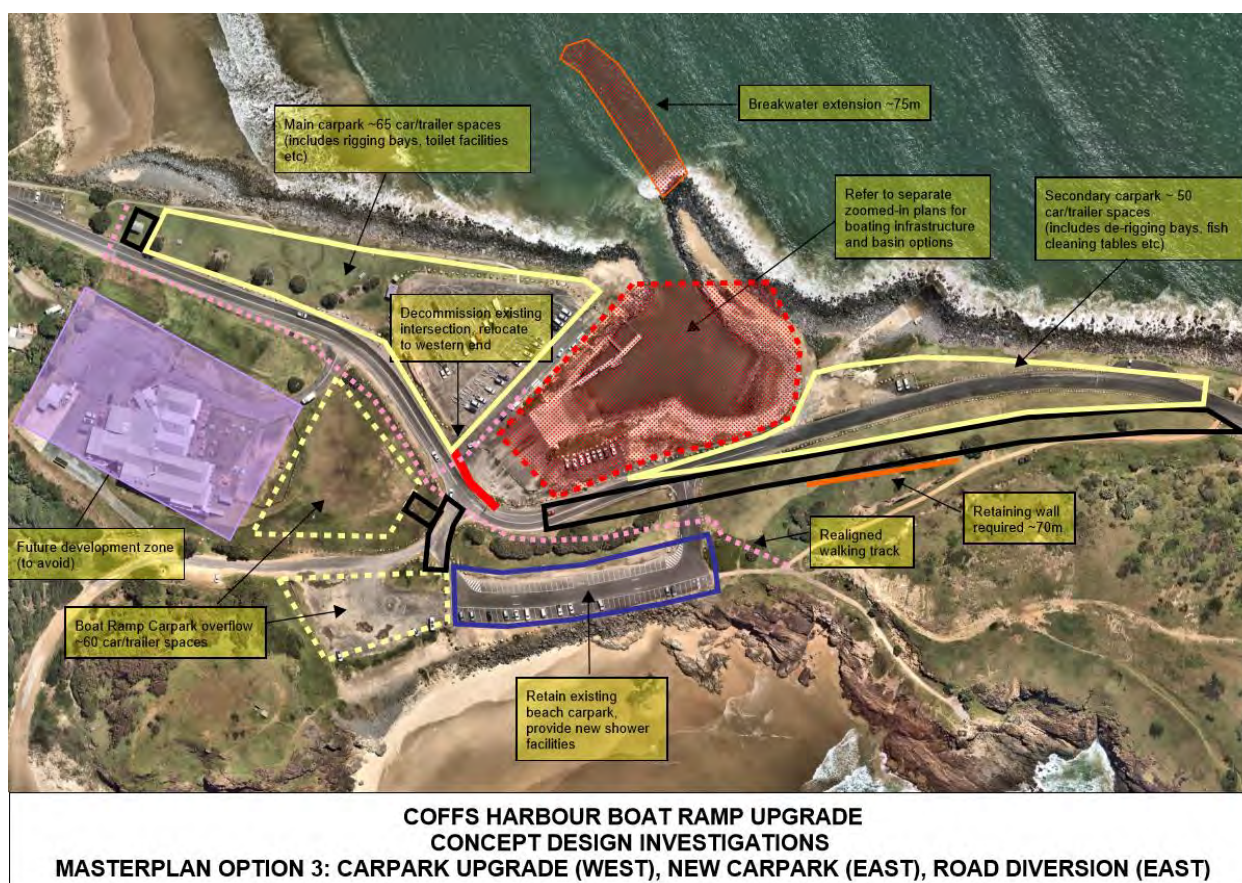 Breakwater extension ~75m
Main carpark ~65 car/trailer spaces
(includes rigging bays, toilet facilities
etc)
Refer to separate
zoomed-in plans for
boating infrastructure
and basin options
Secondary carpark ~ 50
car/trailer spaces
(includes de-rigging bays, fish
cleaning tables etc)
Decommission existing
intersection, relocate
to western end
Future development zone
(to avoid)
Boat Ramp Carpark overflow
~60 car/trailer spaces
Realigned
walking track
Retaining wall
required ~70m
Retain existing
beach carpark,
provide new shower
facilities
COFFS HARBOUR BOAT RAMP UPGRADE
CONCEPT DESIGN INVESTIGATIONS
MASTERPLAN OPTION 3: CARPARK UPGRADE (WEST), NEW CARPARK (EAST), ROAD DIVERSION (EAST)